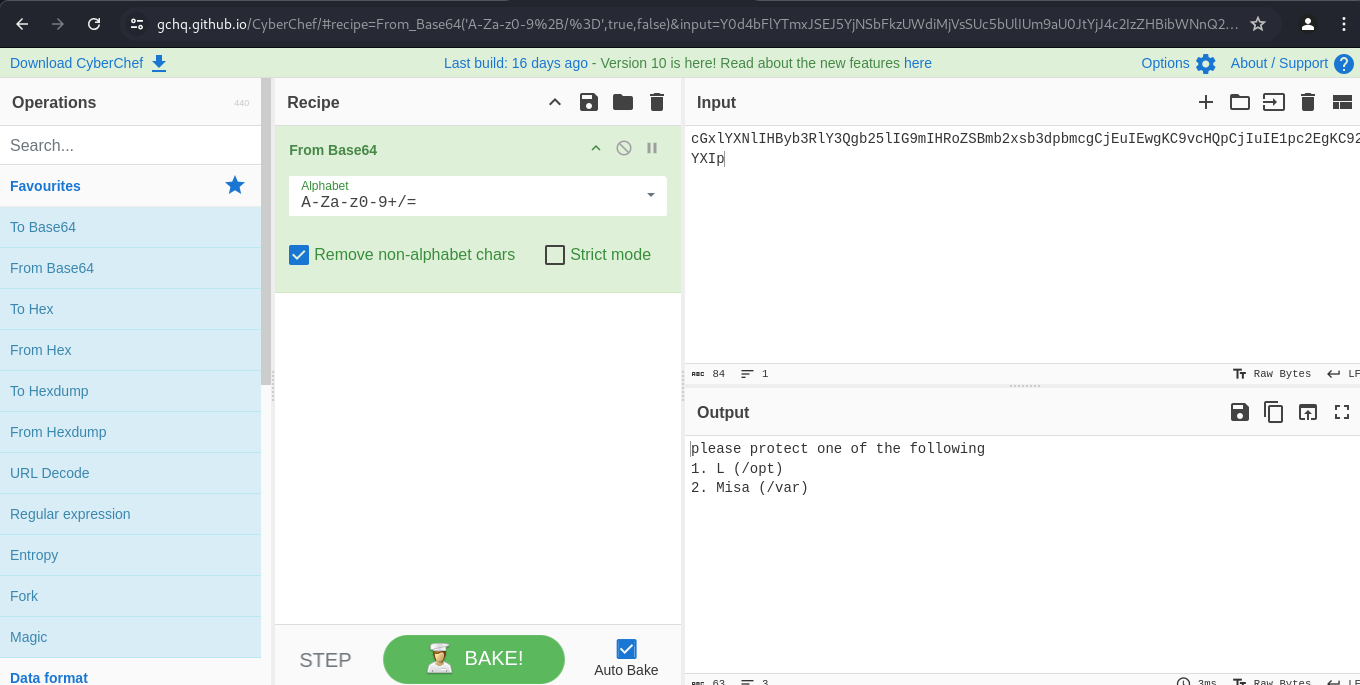 gchq.github.io/CyberChef/#recipe=From_Base64('A-Za-z0-9%2B/%3D',true,false)&input=Y0d4bFlYTmxJSEJ5YjNSbFkzUWdiMjVsSUc5bUlIUm9aU0JtYjJ4c2IzZHBibWNnQ2...
Download CyberChef
Last build: 16 days ago - Version 10 is here! Read about the new features here
Options
About / Support
Operations
440
Search...
Favourites
To Base64
From Base64
To Hex
From Hex
To Hexdump
From Hexdump
URL Decode
Regular expression
Entropy
Fork
Magic
Data format
Recipe
From Base64
Alphabet
A-Za-z0-9+/=
Remove non-alphabet chars
Strict mode
STEP
BAKE!
Auto Bake
Input
cGxlYXNlIHByb3RlY3Qgb25lIG9mIHRoZSBmb2xsb3dpbmcgCjEuIEwgKC9vcHQpCjIuIE1pc2EgKC92
YXIp
ABC 84 1
Raw Bytes LF
Output
please protect one of the following
1. L (/opt)
2. Misa (/var)
ABC 63 3
3ms Raw Bytes LF